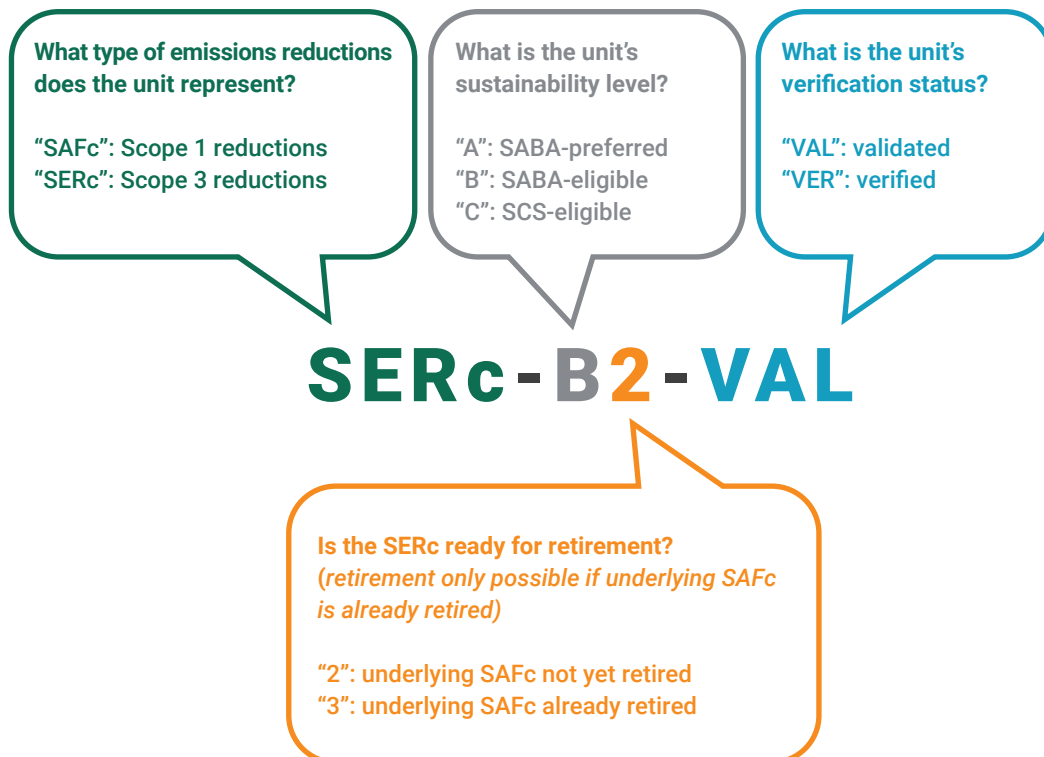 What type of emissions reductions
does the unit represent?
“SAFc”: Scope 1 reductions
“SERc”: Scope 3 reductions
What is the unit’s
sustainability level?
“A”: SABA-preferred
“B”: SABA-eligible
“C”: SCS-eligible
What is the unit’s
verification status?
“VAL”: validated
“VER”: verified
SERc-B2-VAL
Is the SERc ready for retirement?
(retirement only possible if underlying SAFc
is already retired)
“2”: underlying SAFc not yet retired
“3”: underlying SAFc already retired